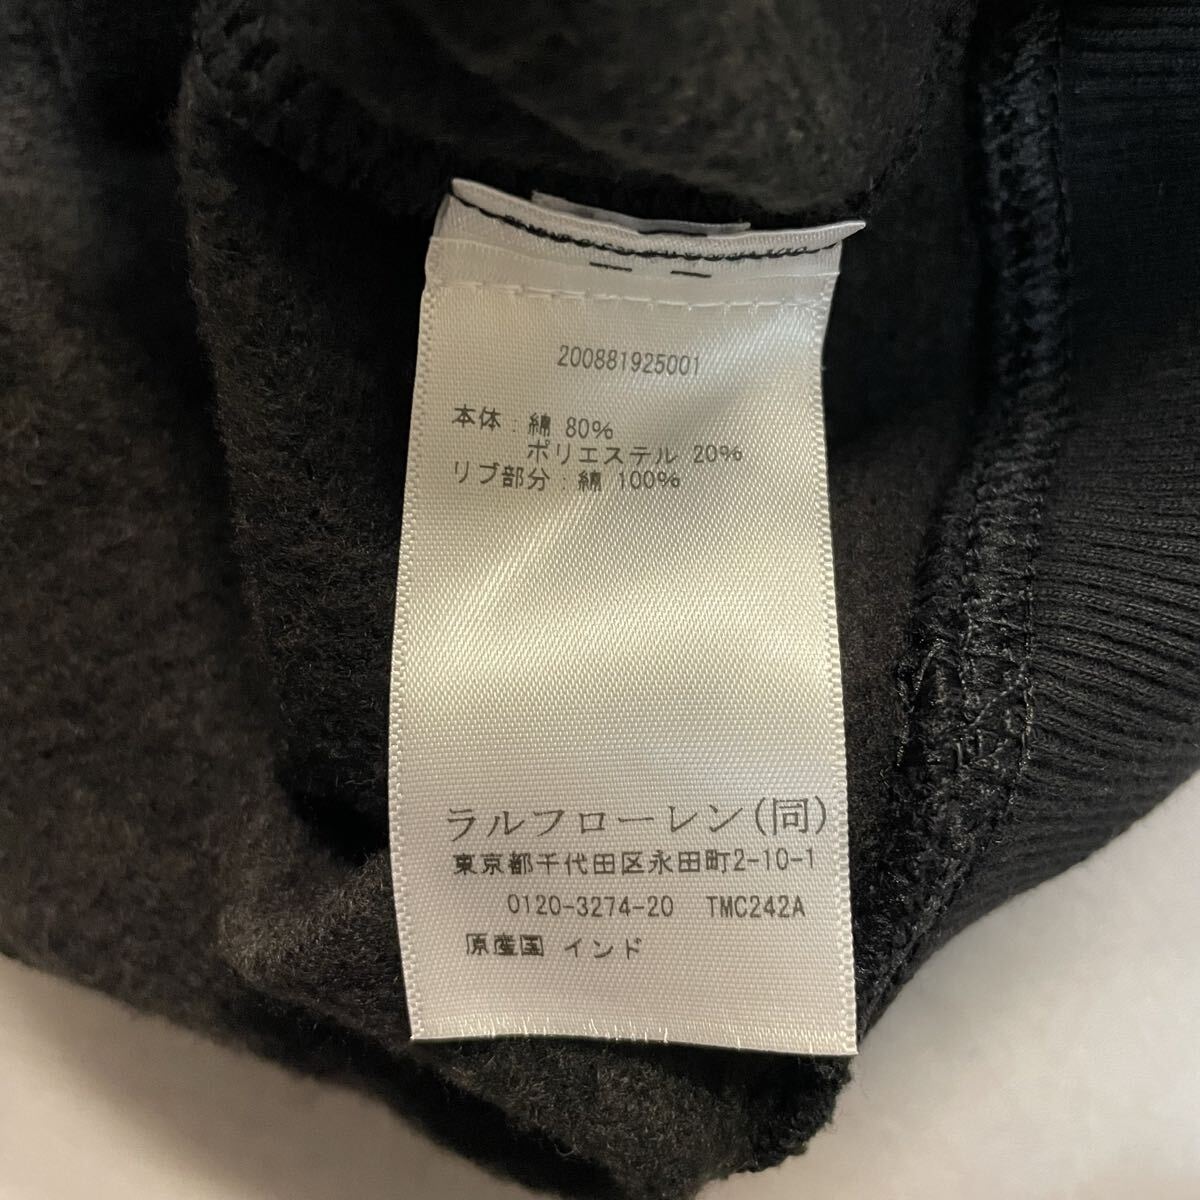 200881925001
本体：綿 80%
ポリエステル 20%
リブ部分：綿 100%
ラルフローレン(同)
東京都千代田区永田町2-10-1
0120-3274-20 TMC242A
原産国 インド